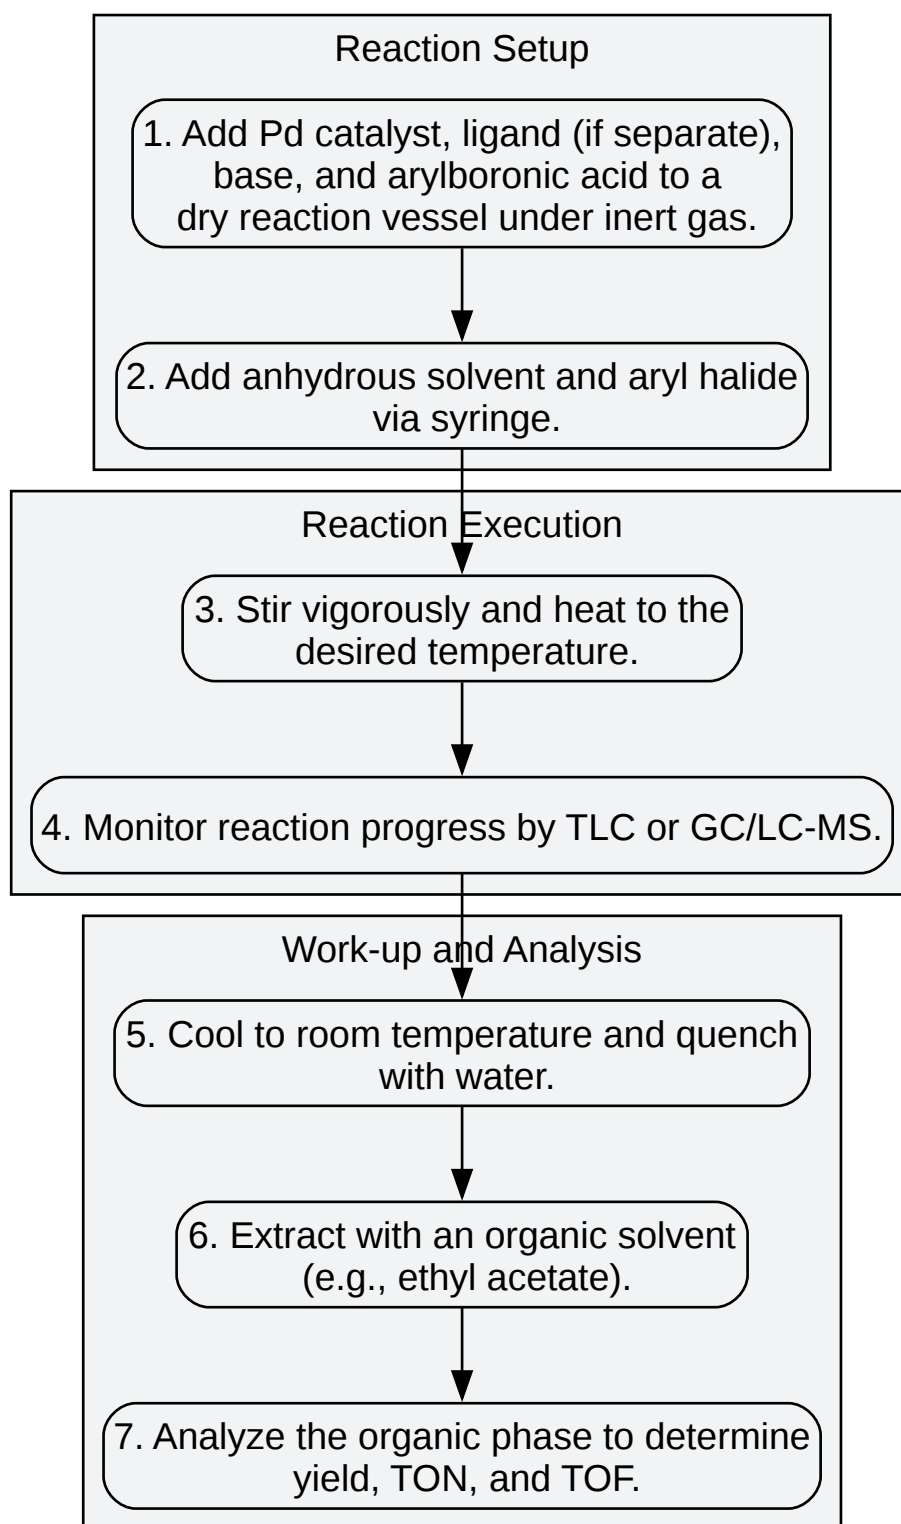 Reaction Setup
1. Add Pd catalyst, ligand (if separate),
base, and arylboronic acid to a
dry reaction vessel under inert gas.
2. Add anhydrous solvent and aryl halide
via syringe.
Reaction Execution
3. Stir vigorously and heat to the
desired temperature.
4. Monitor reaction progress by TLC or GC/LC-MS.
Work-up and Analysis
5. Cool to room temperature and quench
with water.
6. Extract with an organic solvent
(e.g., ethyl acetate).
7. Analyze the organic phase to determine
yield, TON, and TOF.